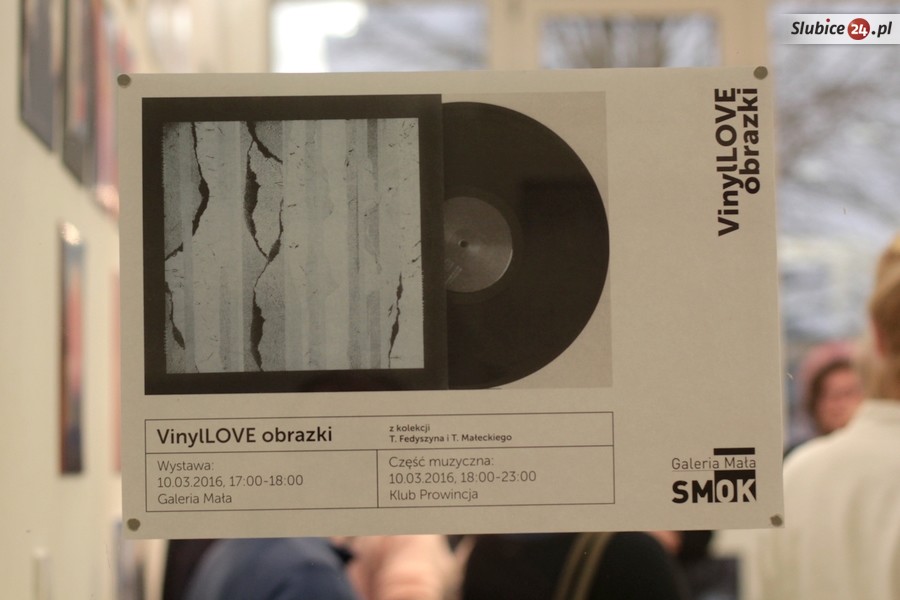 Slubice24.pl
VinylLOVE
obrazki
VinylLOVE obrazki
z kolekcji
T. Fedyszyna i T. Małeckiego
Wystawa:
10.03.2016, 17:00-18:00
Galeria Mała
Część muzyczna:
10.03.2016, 18:00-23:00
Klub Prowincja
Galeria Mała
SMOK